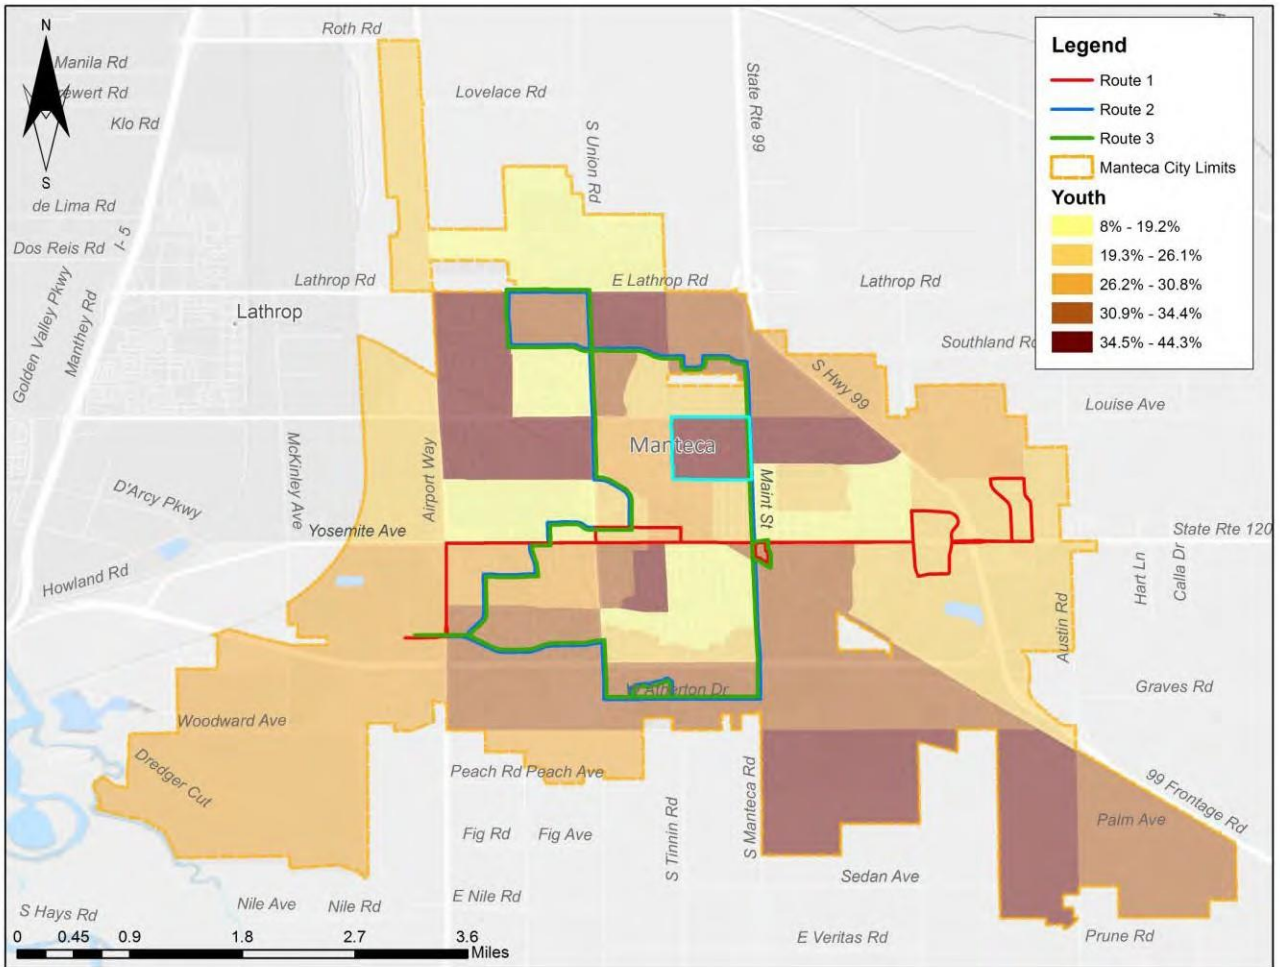 N
S
Roth Rd
Manila Rd
ewert Rd
Klo Rd
Lovelace Rd
S Union Rd
State Rte 99
Legend
Route 1
Route 2
Route 3
Manteca City Limits
Youth
8% - 19.2%
19.3% - 26.1%
26.2% - 30.8%
30.9% - 34.4%
34.5% - 44.3%
de Lima Rd
Dos Reis Rd
I- 5
Golden Valley Pkwy
Manthey Rd
Lathrop Rd
E Lathrop Rd
Lathrop Rd
Lathrop
Southland Rd
S Hwy 99
Louise Ave
Manteca
McKinley Ave
Airport Way
Maint St
D'Arcy Pkwy
Yosemite Ave
State Rte 120
Howland Rd
Hart Ln
Calla Dr
Austin Rd
W Atherton Dr
Graves Rd
Woodward Ave
Dredger Cut
Peach Rd
Peach Ave
S Manteca Rd
S Tinnin Rd
99 Frontage Rd
Palm Ave
Fig Rd
Fig Ave
Sedan Ave
E Nile Rd
Nile Ave
Nile Rd
S Hays Rd
E Veritas Rd
Prune Rd
0 0.45 0.9 1.8 2.7 3.6
Miles